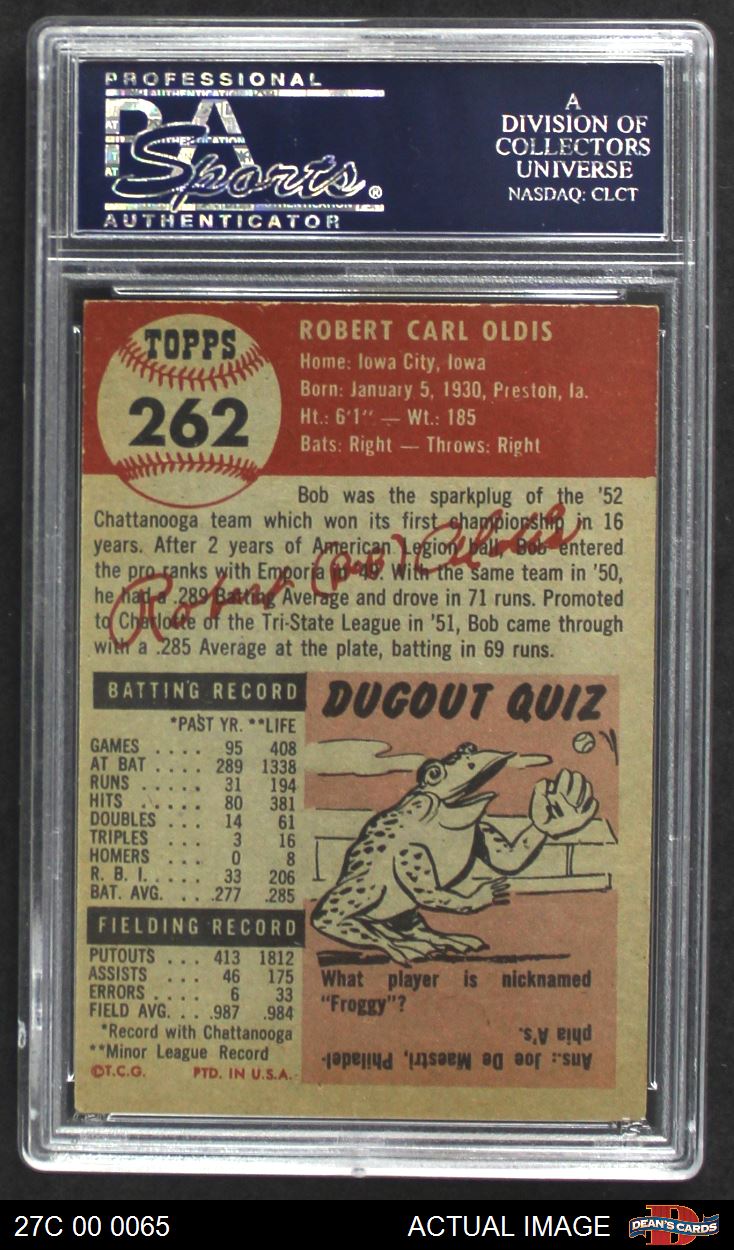 PROFESSIONAL
PSA
Sports®
AUTHENTICATOR
A
DIVISION OF
COLLECTORS
UNIVERSE
NASDAQ: CLCT
TOPPS
262
ROBERT CARL OLDIS
Home: Iowa City, Iowa
Born: January 5, 1930, Preston, Ia.
Ht.: 6'1" — Wt.: 185
Bats: Right — Throws: Right
Bob was the sparkplug of the '52
Chattanooga team which won its first championship in 16
years. After 2 years of American Legion ball, Bob entered
the pro ranks with Emporia in '49. With the same team in '50,
he had a .289 Batting Average and drove in 71 runs. Promoted
to Charlotte of the Tri-State League in '51, Bob came through
with a .285 Average at the plate, batting in 69 runs.
Robert (Bob) Oldis
BATTING RECORD
*PAST YR. **LIFE
GAMES .... 95 408
AT BAT .... 289 1338
RUNS .... 31 194
HITS .... 80 381
DOUBLES ... 14 61
TRIPLES ... 3 16
HOMERS ... 0 8
R. B. I. .... 33 206
BAT. AVG. ... .277 .285
FIELDING RECORD
PUTOUTS ... 413 1812
ASSISTS ... 46 175
ERRORS .... 6 33
FIELD AVG. ... .987 .984
*Record with Chattanooga
**Minor League Record
©T.C.G. PTD. IN U.S.A.
DUGOUT QUIZ
What player is nicknamed
"Froggy"?
Ans.: Joe De Maestri, Philadel-
phia A's.
27C 00 0065 ACTUAL IMAGE
DEAN'S CARDS